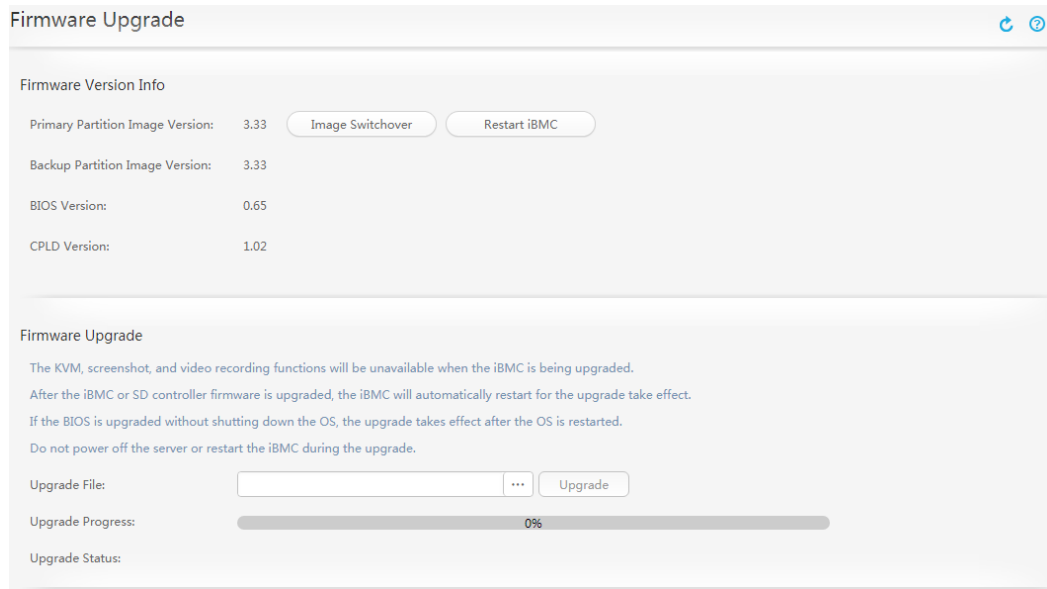 Firmware Upgrade
Firmware Version Info
Primary Partition Image Version: 3.33 Image Switchover Restart iBMC
Backup Partition Image Version: 3.33
BIOS Version: 0.65
CPLD Version: 1.02
Firmware Upgrade
The KVM, screenshot, and video recording functions will be unavailable when the iBMC is being upgraded.
After the iBMC or SD controller firmware is upgraded, the iBMC will automatically restart for the upgrade take effect.
If the BIOS is upgraded without shutting down the OS, the upgrade takes effect after the OS is restarted.
Do not power off the server or restart the iBMC during the upgrade.
Upgrade File: ... Upgrade
Upgrade Progress: 0%
Upgrade Status: